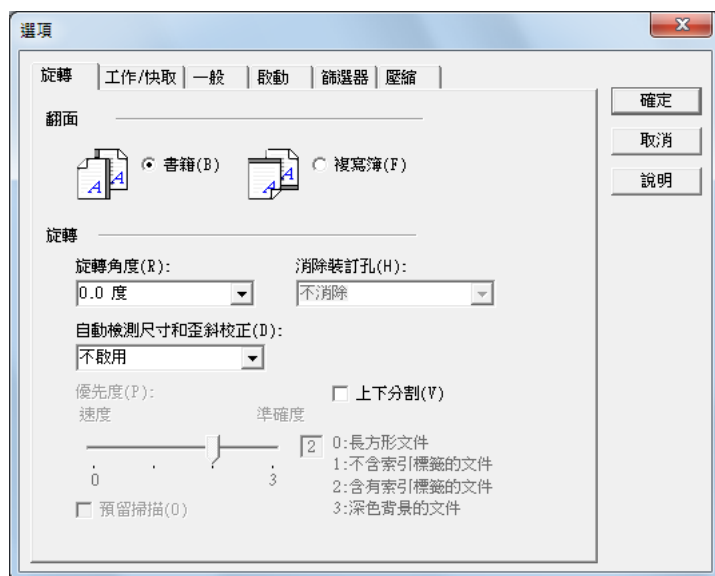 選項
旋轉 工作/快取 一般 啟動 篩選器 壓縮
確定
取消
說明
翻面
A A 書籍(B) A A 複寫簿(F)
旋轉
旋轉角度(R): 消除裝訂孔(H):
0.0 度 不消除
自動檢測尺寸和歪斜校正(D):
不啟用
優先度(P): 上下分割(V)
速度 準確度
2 0:長方形文件
0 3 1:不含索引標籤的文件
2:含有索引標籤的文件
預留掃描(O) 3:深色背景的文件